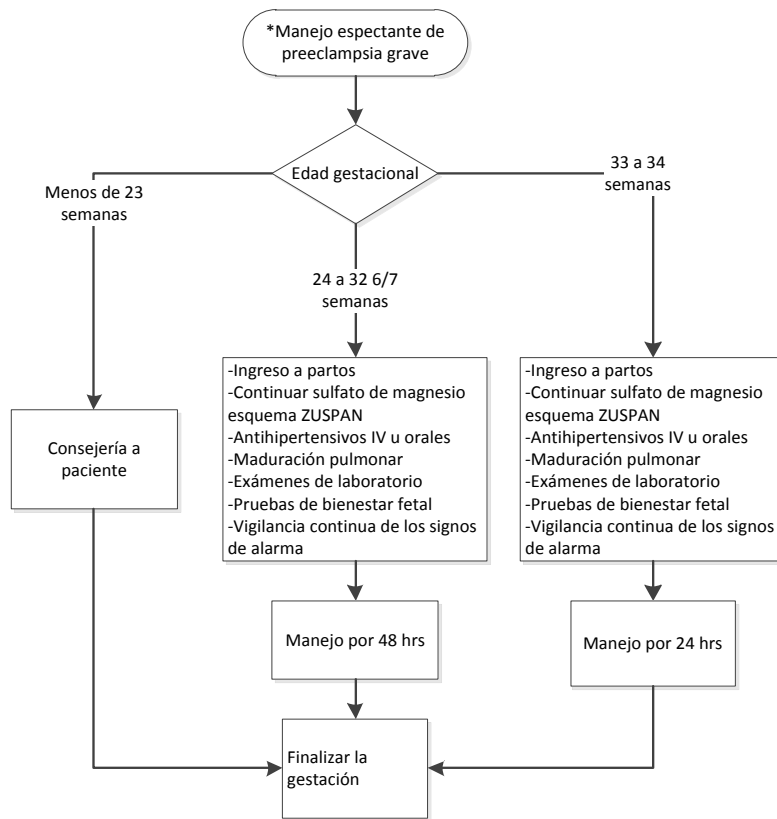 *Manejo espectante de
preeclampsia grave
Edad gestacional
Menos de 23
semanas
24 a 32 6/7
semanas
33 a 34
semanas
Consejería a
paciente
-Ingreso a partos
-Continuar sulfato de magnesio
esquema ZUSPAN
-Antihipertensivos IV u orales
-Maduración pulmonar
-Exámenes de laboratorio
-Pruebas de bienestar fetal
-Vigilancia continua de los signos
de alarma
-Ingreso a partos
-Continuar sulfato de magnesio
esquema ZUSPAN
-Antihipertensivos IV u orales
-Maduración pulmonar
-Exámenes de laboratorio
-Pruebas de bienestar fetal
-Vigilancia continua de los signos
de alarma
Manejo por 48 hrs
Manejo por 24 hrs
Finalizar la
gestación